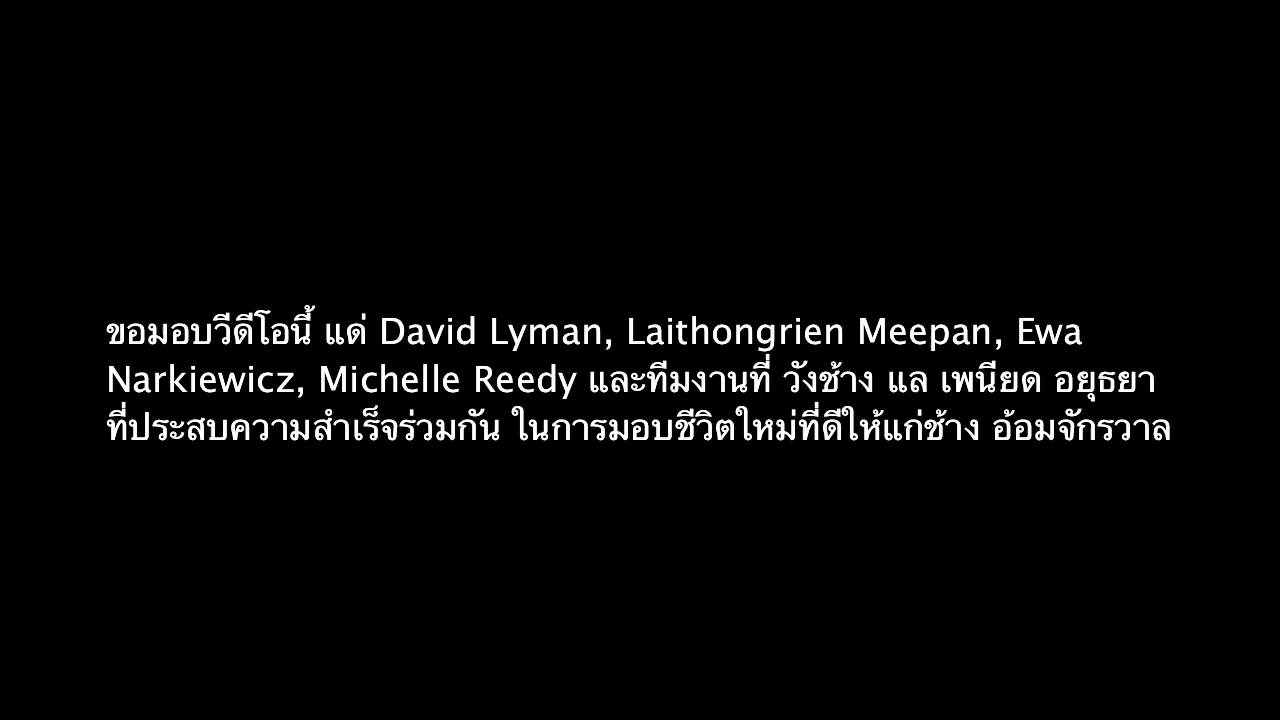 ขอมอบวีดีโอนี้ แด่ David Lyman, Laithongrien Meepan, Ewa
Narkiewicz, Michelle Reedy และทีมงานที่ วังช้าง แล เพนียด อยุธยา
ที่ประสบความสำเร็จร่วมกัน ในการมอบชีวิตใหม่ที่ดีให้แก่ช้าง อ้อมจักรวาล